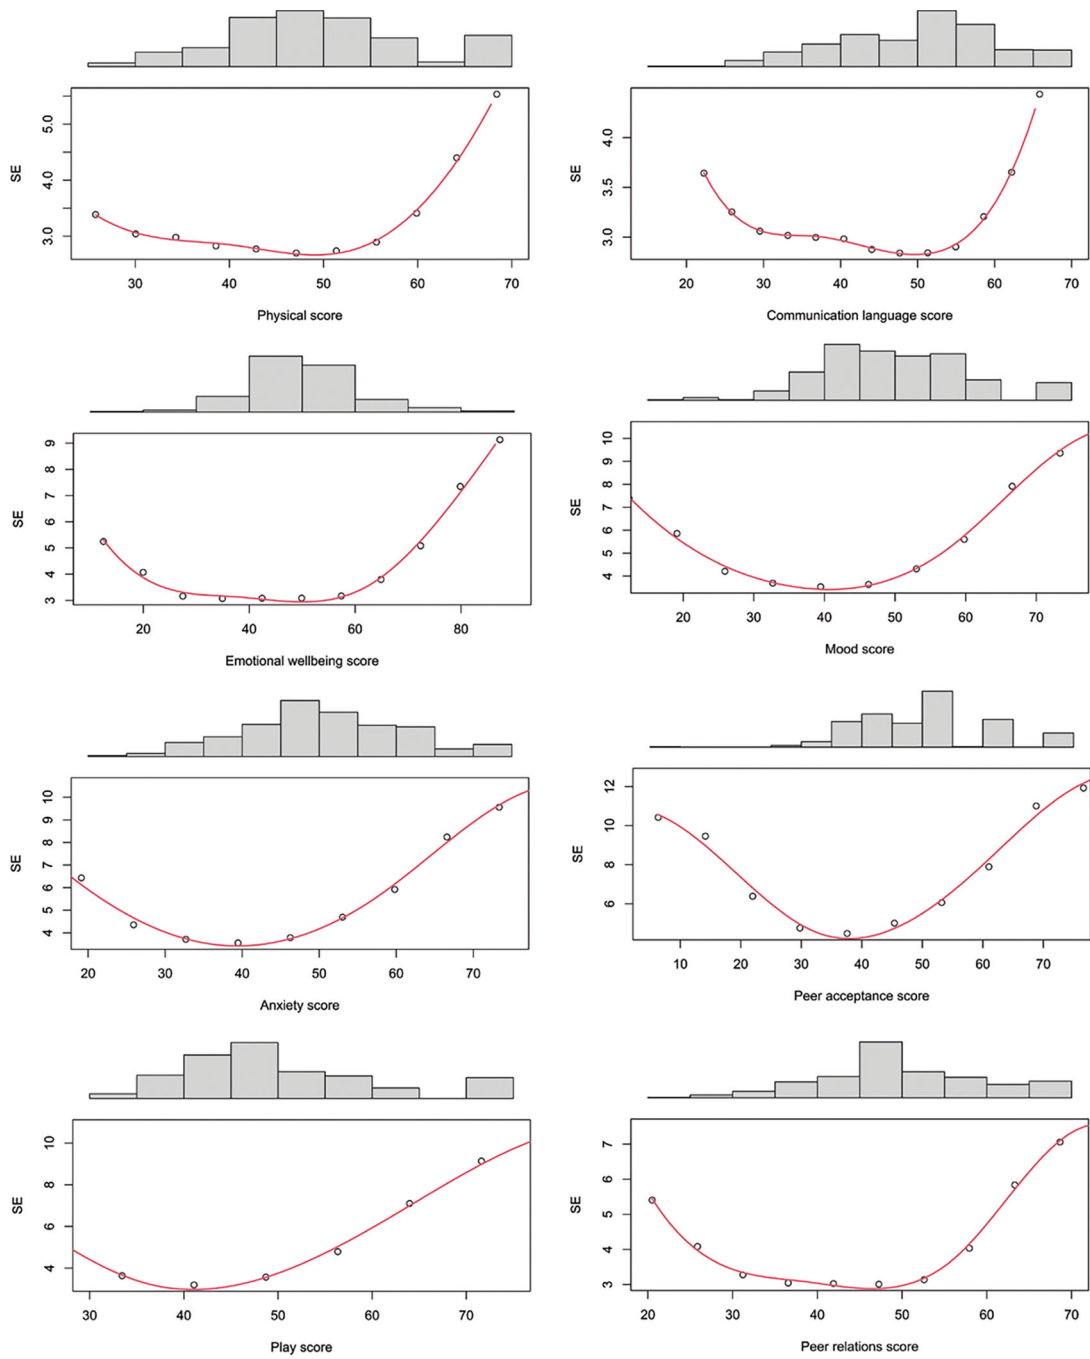 SE
5.0
4.0
3.0
30 40 50 60 70
Physical score
SE
4.0
3.5
3.0
20 30 40 50 60 70
Communication language score
SE
9
8
7
6
5
4
3
20 40 60 80
Emotional wellbeing score
SE
10
9
8
7
6
4
20 30 40 50 60 70
Mood score
SE
10
9
8
7
6
5
4
20 30 40 50 60 70
Anxiety score
SE
12
10
8
6
10 20 30 40 50 60 70
Peer acceptance score
SE
10
8
6
4
30 40 50 60 70
Play score
SE
7
6
5
4
3
20 30 40 50 60 70
Peer relations score